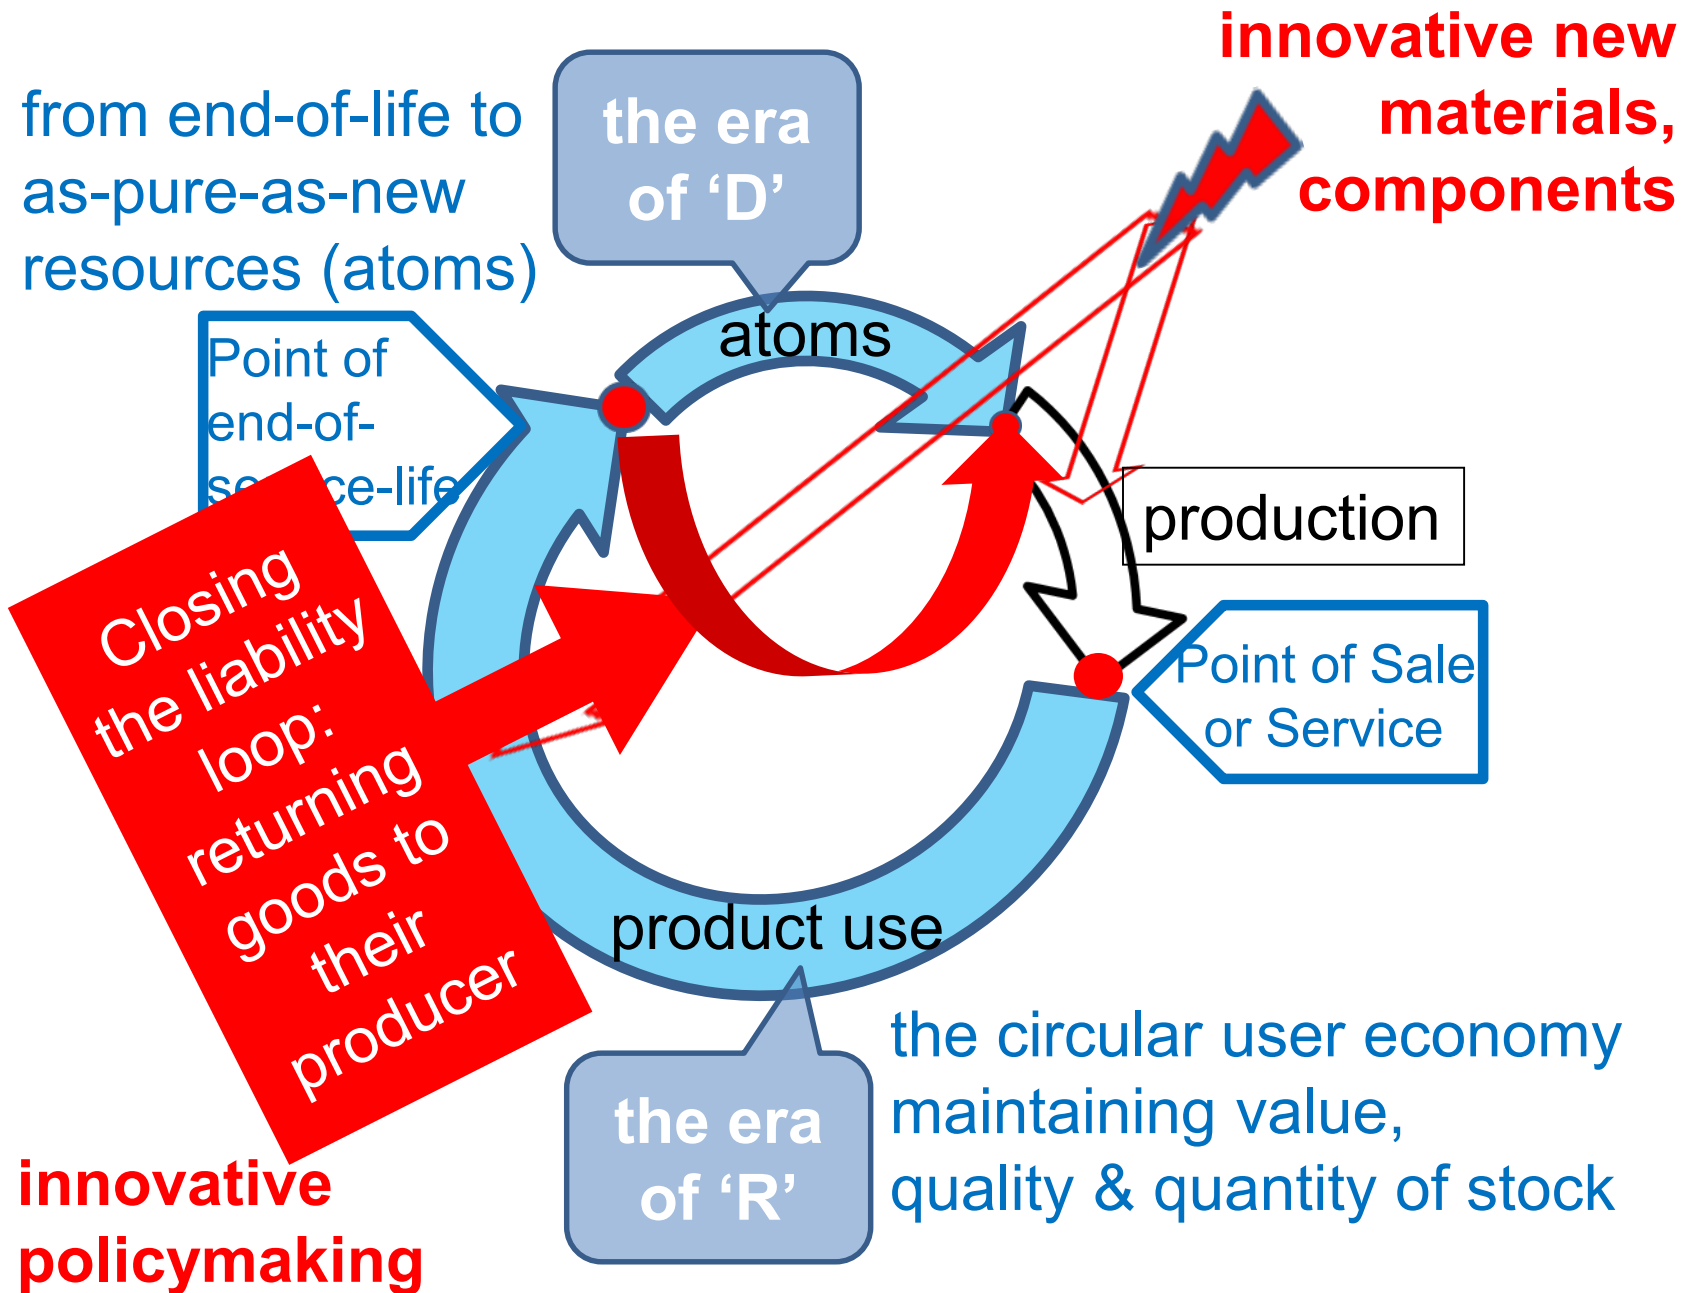 innovative new
materials,
components
from end-of-life to
as-pure-as-new
resources (atoms)
the era
of ‘D’
atoms
Point of
end-of-
service-life
production
Closing
the liability
loop:
returning
goods to
their
producer
Point of Sale
or Service
product use
the era
of ‘R’
the circular user economy
maintaining value,
quality & quantity of stock
innovative
policymaking